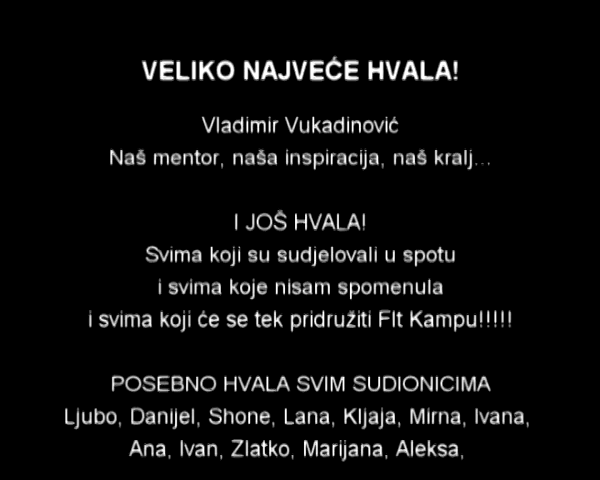 VELIKO NAJVEĆE HVALA!
Vladimir Vukadinović
Naš mentor, naša inspiracija, naš kralj...
I JOŠ HVALA!
Svima koji su sudjelovali u spotu
i svima koje nisam spomenula
i svima koji će se tek pridružiti FIt Kampu!!!!!
POSEBNO HVALA SVIM SUDIONICIMA
Ljubo, Danijel, Shone, Lana, Kljaja, Mirna, Ivana,
Ana, Ivan, Zlatko, Marijana, Aleksa,